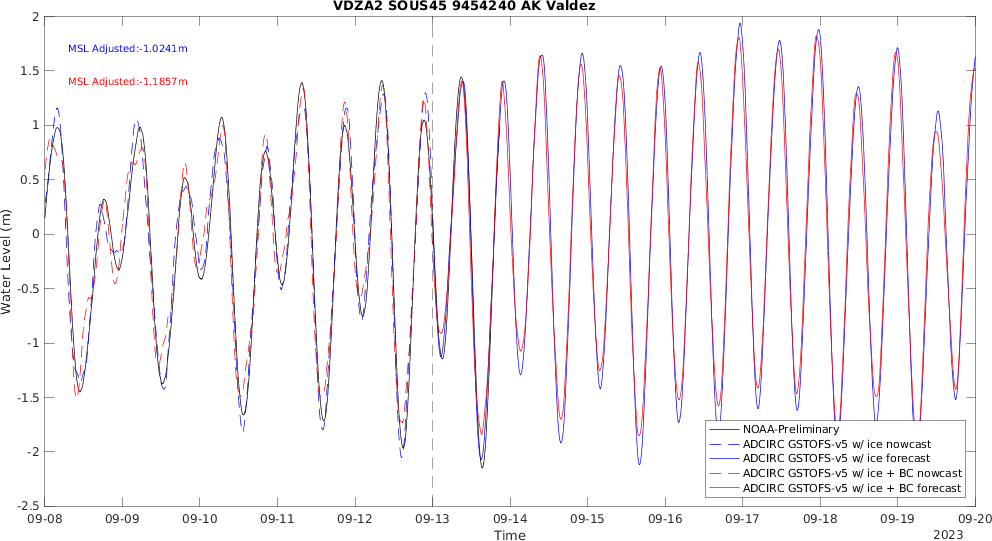 VDZA2 SOUS45 9454240 AK Valdez
MSL Adjusted:-1.0241m
MSL Adjusted:-1.1857m
Water Level (m)
2
1.5
1
0.5
0
-0.5
-1
-1.5
-2
-2.5
NOAA-Preliminary
ADCIRC GSTOFS-v5 w/ ice nowcast
ADCIRC GSTOFS-v5 w/ ice forecast
ADCIRC GSTOFS-v5 w/ ice + BC nowcast
ADCIRC GSTOFS-v5 w/ ice + BC forecast
09-08 09-09 09-10 09-11 09-12 09-13 09-14 09-15 09-16 09-17 09-18 09-19 09-20
Time
2023